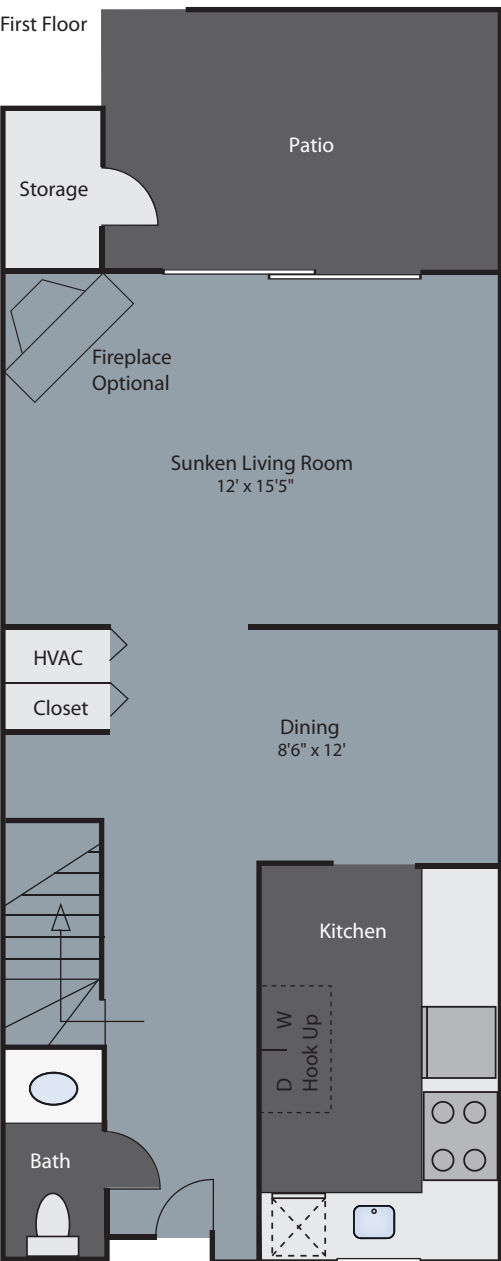 First Floor
Patio
Storage
Fireplace
Optional
Sunken Living Room
12' x 15'5"
HVAC
Closet
Dining
8'6" x 12'
Kitchen
D W
Hook Up
Bath